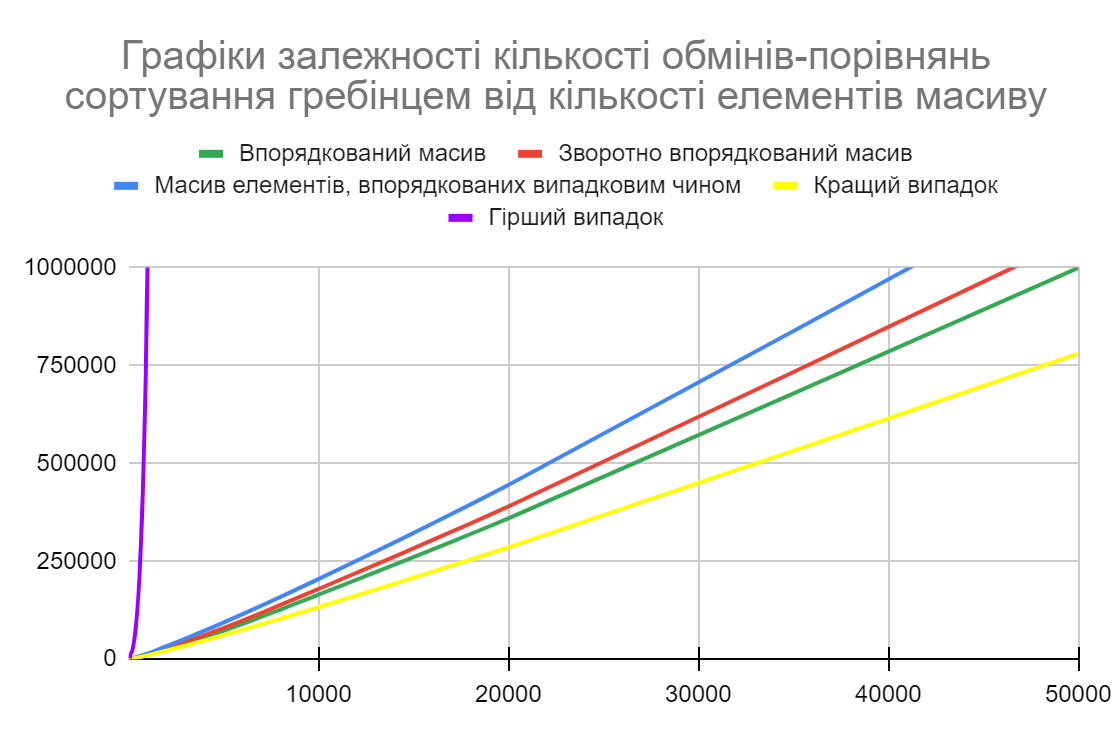 Графіки залежності кількості обмінів-порівнянь
сортування гребінцем від кількості елементів масиву
Впорядкований масив Зворотно впорядкований масив
Масив елементів, впорядкованих випадковим чином Кращий випадок
Гірший випадок
1000000
750000
500000
250000
0
10000 20000 30000 40000 50000